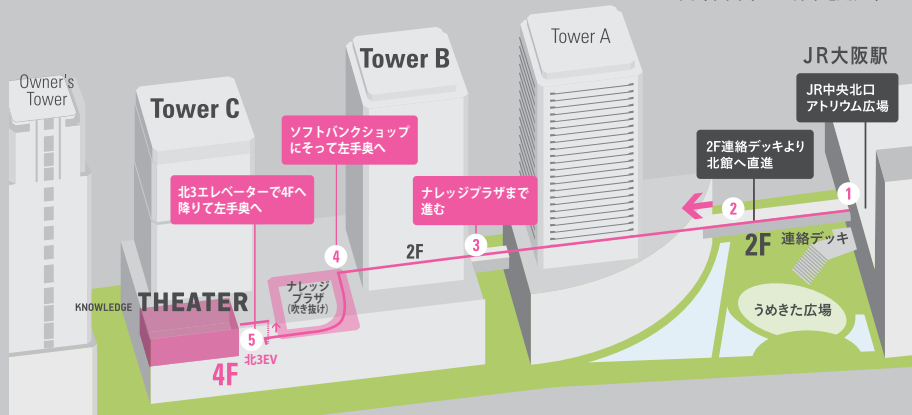 Owner's
Tower
Tower C
Tower B
Tower A
JR大阪駅
JR中央北口
アトリウム広場
2F連絡デッキより
北館へ直進
ソフトバンクショップ
にそって左手奥へ
北3エレベーターで4Fへ
降りて左手奥へ
ナレッジプラザまで
進む
1
2
3
4
2F
2F 連絡デッキ
ナレッジ
プラザ
(吹き抜け)
うめきた広場
KNOWLEDGE THEATER
5
北3EV
4F